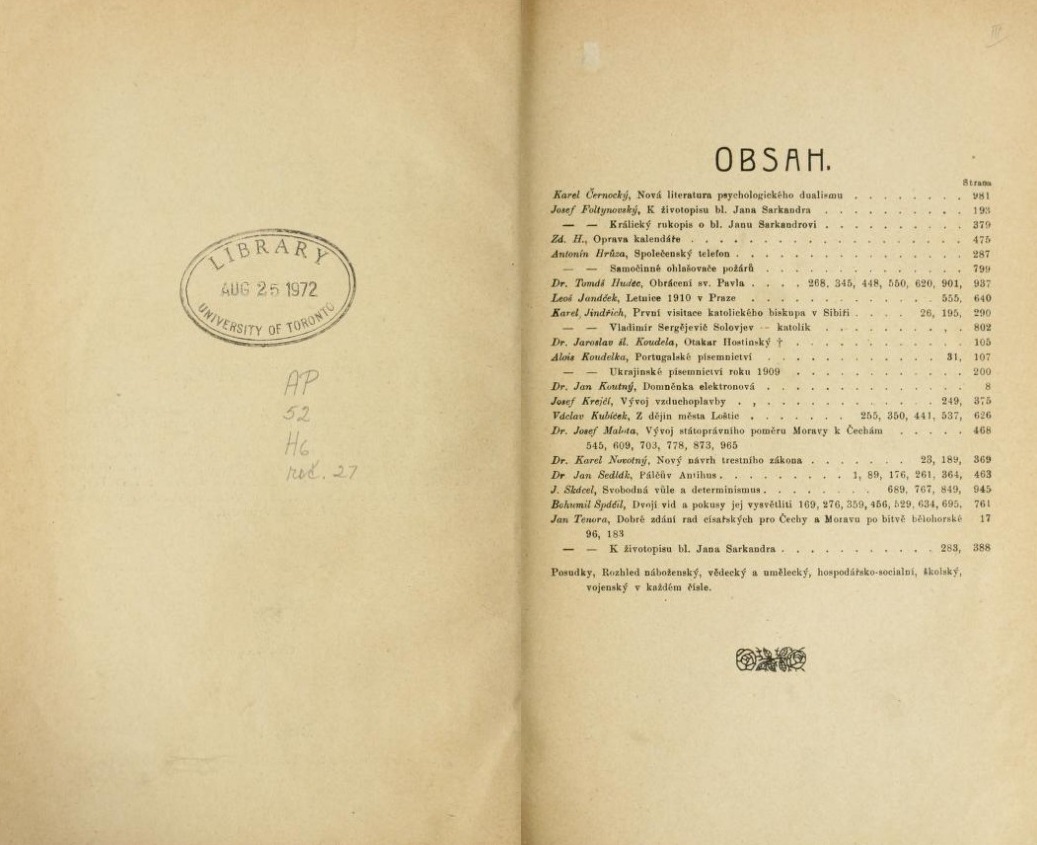 LIBRARY
AUG 25 1972
UNIVERSITY OF TORONTO
AP
52
H6
roč. 27
III
OBSAH.
Strana
Karel Černocký, Nová literatura psychologického dualismu . . . . . . . . 981
Josef Foltynovský, K životopisu bl. Jana Sarkandra . . . . . . . . . . 193
— — Králický rukopis o bl. Janu Sarkandrovi . . . . . . . . . . 379
Zd. H., Oprava kalendáře . . . . . . . . . . . . . . . . 475
Antonín Hrůza, Společenský telefon . . . . . . . . . . . . . . 287
— — Samočinné ohlašovače požárů . . . . . . . . . . . . 799
Dr. Tomáš Hudec, Obrácení sv. Pavla . . . . 268, 345, 448, 550, 620, 901, 937
Leoš Janáček, Letnice 1910 v Praze . . . . . . . . . . . 555, 640
Karel Jindřich, První visitace katolického biskupa v Sibiři . . . . 26, 195, 290
— — Vladimír Sergějevič Solovjev — katolík . . . . . . . . . . 802
Dr. Jaroslav šl. Koudela, Otakar Hostinský † . . . . . . . . . . . 105
Alois Koudelka, Portugalské písemnictví . . . . . . . . . . . . 31, 107
— — Ukrajinské písemnictví roku 1909 . . . . . . . . . . . 200
Dr. Jan Koutný, Domněnka elektronová . . . . . . . . . . . . . 8
Josef Krejčí, Vývoj vzduchoplavby . . . . . . . . . . . . 249, 375
Václav Kubíček, Z dějin města Loštic . . . . . . . 255, 350, 441, 537, 626
Dr. Josef Malota, Vývoj státoprávního poměru Moravy k Čechám . . . . . 468
545, 609, 703, 778, 873, 965
Dr. Karel Novotný, Nový návrh trestního zákona . . . . . . . 23, 189, 369
Dr Jan Sedlák, Pálčův Antihus . . . . . . . . . 1, 89, 176, 261, 364, 463
J. Skácel, Svobodná vůle a determinismus . . . . . . . 689, 767, 849, 945
Bohumil Spáčil, Dvojí vid a pokusy jej vysvětliti 169, 276, 359, 456, 529, 634, 695, 761
Jan Tenora, Dobré zdání rad císařských pro Čechy a Moravu po bitvě bělohorské 17
96, 183
— — K životopisu bl. Jana Sarkandra . . . . . . . . . . . 283, 388
Posudky, Rozhled náboženský, vědecký a umělecký, hospodářsko-socialní, školský,
vojenský v každém čísle.